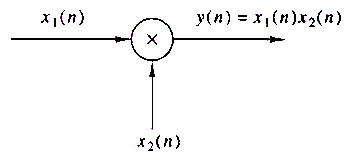 x₁(n)
y(n) = x₁(n)x₂(n)
×
x₂(n)